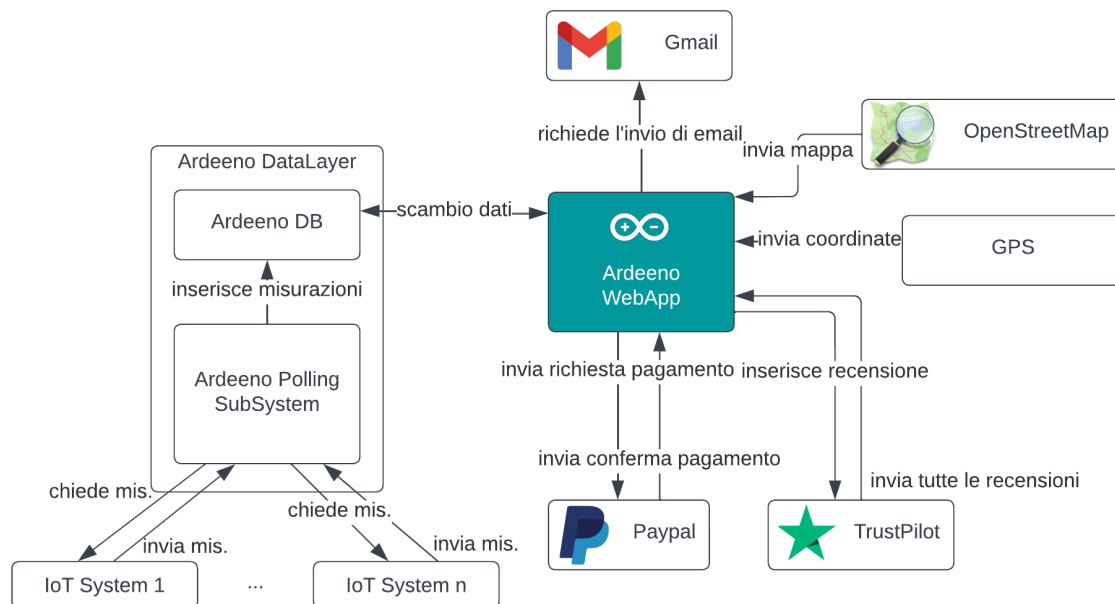 Gmail
richiede l'invio di email
OpenStreetMap
invia mappa
Ardeeno DataLayer
Ardeeno DB
scambio dati
invia coordinate
GPS
Ardeeno
WebApp
inserisce misurazioni
Ardeeno Polling
SubSystem
invia richiesta pagamento
inserisce recensione
invia conferma pagamento
invia tutte le recensioni
chiede mis.
chiede mis.
invia mis.
invia mis.
Paypal
TrustPilot
IoT System 1
...
IoT System n